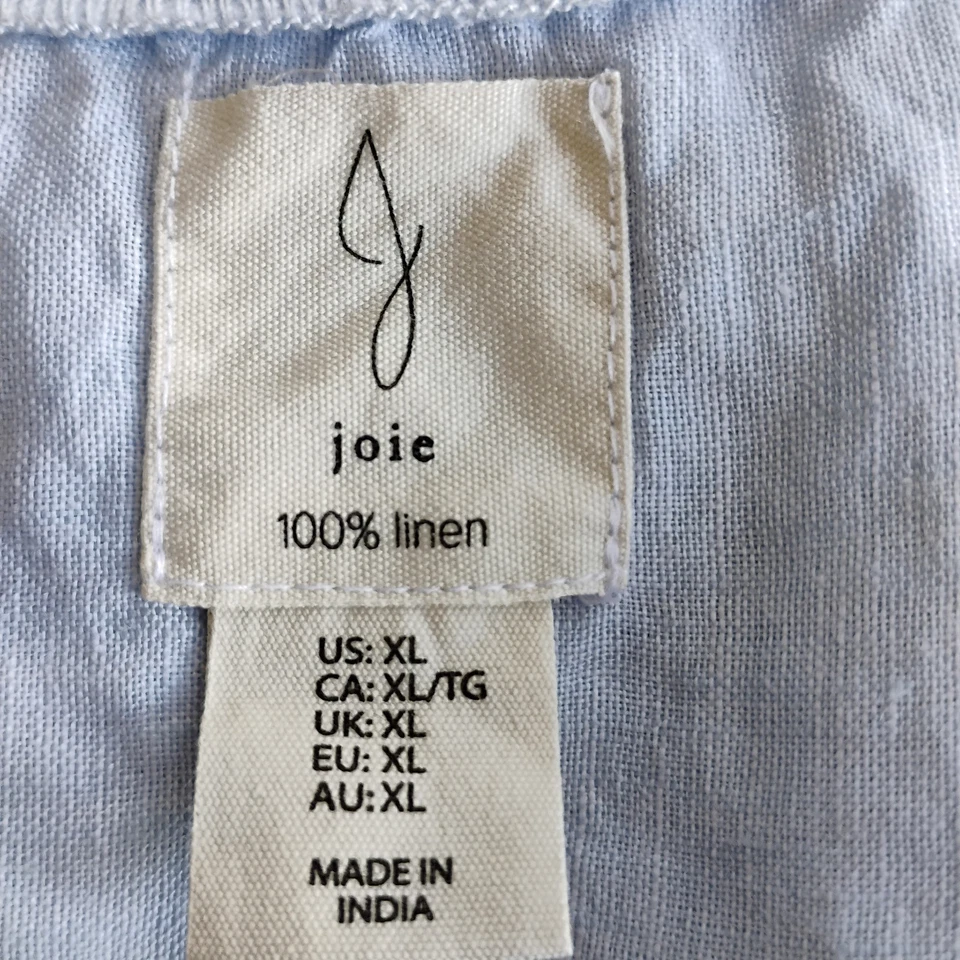 joie
100% linen
US: XL
CA: XL/TG
UK: XL
EU: XL
AU: XL
MADE IN
INDIA